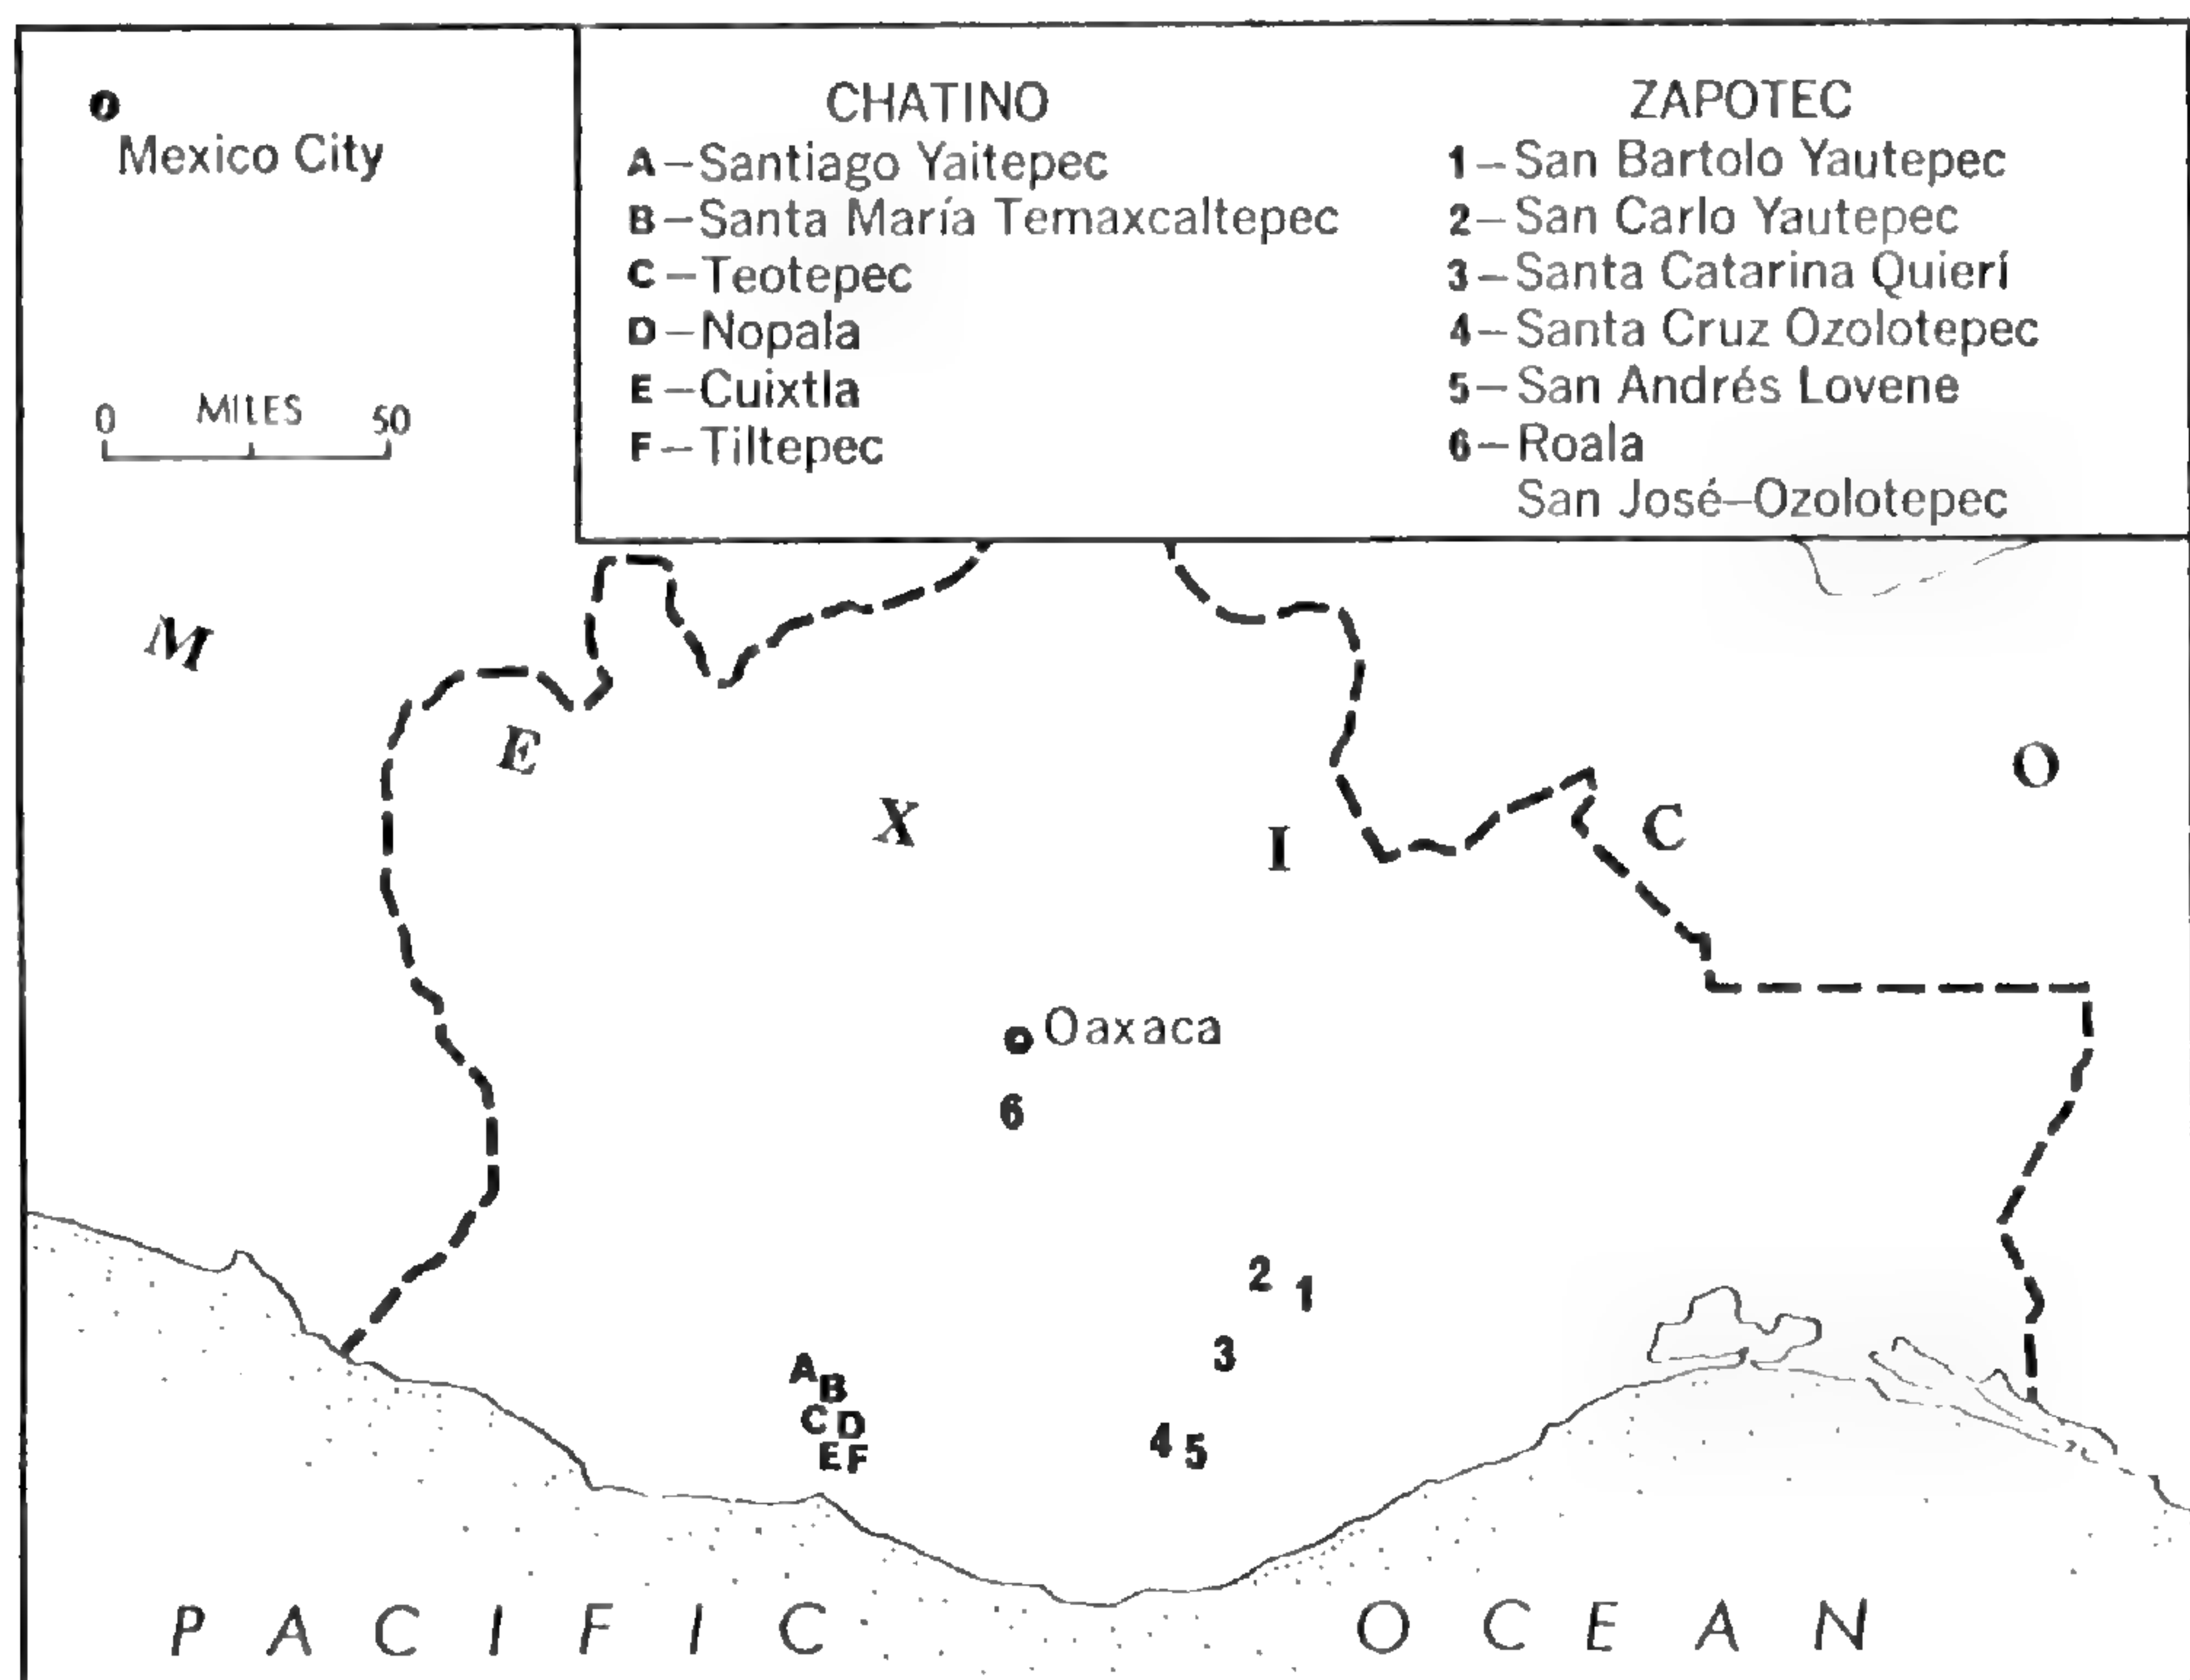 Mexico City
0 MILES 50
CHATINO
A—Santiago Yaitepec
B—Santa María Temaxcaltepec
C—Teotepec
D—Nopala
E—Cuixtla
F—Tiltepec
ZAPOTEC
1—San Bartolo Yautepec
2—San Carlo Yautepec
3—Santa Catarina Quierí
4—Santa Cruz Ozolotepec
5—San Andrés Lovene
6—Roala
San José—Ozolotepec
M E X I C O
Oaxaca
6
2 1
3
A B
C D
E F
4 5
PACIFIC OCEAN